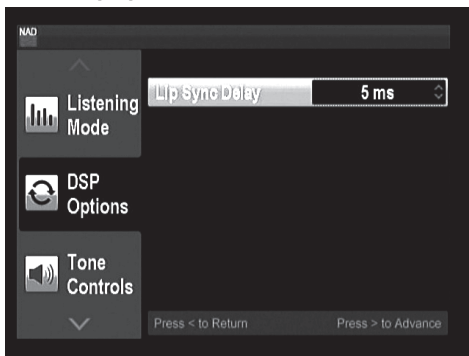 NAD
Listening
Mode
Lip Sync Delay 5 ms
DSP
Options
Tone
Controls
Press < to Return Press > to Advance